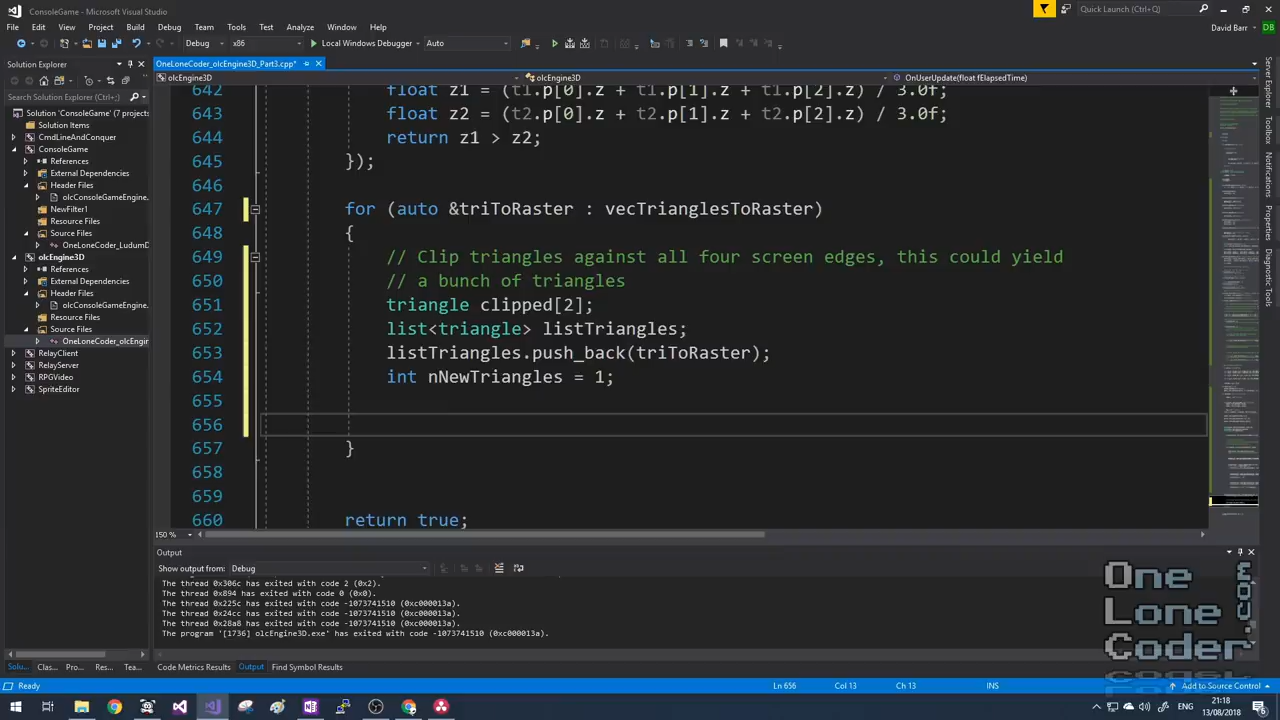 ConsoleGame - Microsoft Visual Studio
Quick Launch (Ctrl+Q)
File Edit View Project Build Debug Team Tools Test Analyze Window Help
David Barr DB
Debug x86 Local Windows Debugger Auto
Solution Explorer
OneLoneCoder_olcEngine3D_Part3.cpp*
olcEngine3D olcEngine3D OnUserUpdate(float fElapsedTime)
Search Solution Explorer (Ctrl+;)
Solution 'ConsoleGame' (7 projects)
Solution Items
CmdLineAndConquer
ConsoleGame
References
External Dependencies
Header Files
olcConsoleGameEngine.
NewFilter1
Resource Files
Source Files
OneLoneCoder_LudumD
olcEngine3D
References
External Dependencies
Header Files
olcConsoleGameEngine.
Resource Files
Source Files
OneLoneCoder_olcEngir
RelayClient
RelayServer
RPGVideo
SpriteEditor
642 float z1 = (t1.p[0].z + t1.p[1].z + t1.p[2].z) / 3.0f;
643 float z2 = (t2.p[0].z + t2.p[1].z + t2.p[2].z) / 3.0f;
644 return z1 > z2;
645 });
646
647 for (auto &triToRaster : vecTrianglesToRaster)
648 {
649 // Clip triangles against all four screen edges, this could yield
650 // a bunch of triangles
651 triangle clipped[2];
652 list<triangle> listTriangles;
653 listTriangles.push_back(triToRaster);
654 int nNewTriangles = 1;
655
656
657 }
658
659
660 return true;
150 %
Server Explorer
Notifications
Properties
Diagnostic Tools
Output
Show output from: Debug
The thread 0x306c has exited with code 2 (0x2).
The thread 0x894 has exited with code 0 (0x0).
The thread 0x225c has exited with code -1073741510 (0xc000013a).
The thread 0x24cc has exited with code -1073741510 (0xc000013a).
The thread 0x28a8 has exited with code -1073741510 (0xc000013a).
The program '[1736] olcEngine3D.exe' has exited with code -1073741510 (0xc000013a)
One
Lone
Coder
.com
Solu... Clas... Pro... Res... Tea...
Code Metrics Results Output Find Symbol Results
Ready Ln 656 Col 13 Ch 13 INS Add to Source Control
ENG 21:18
13/08/2018